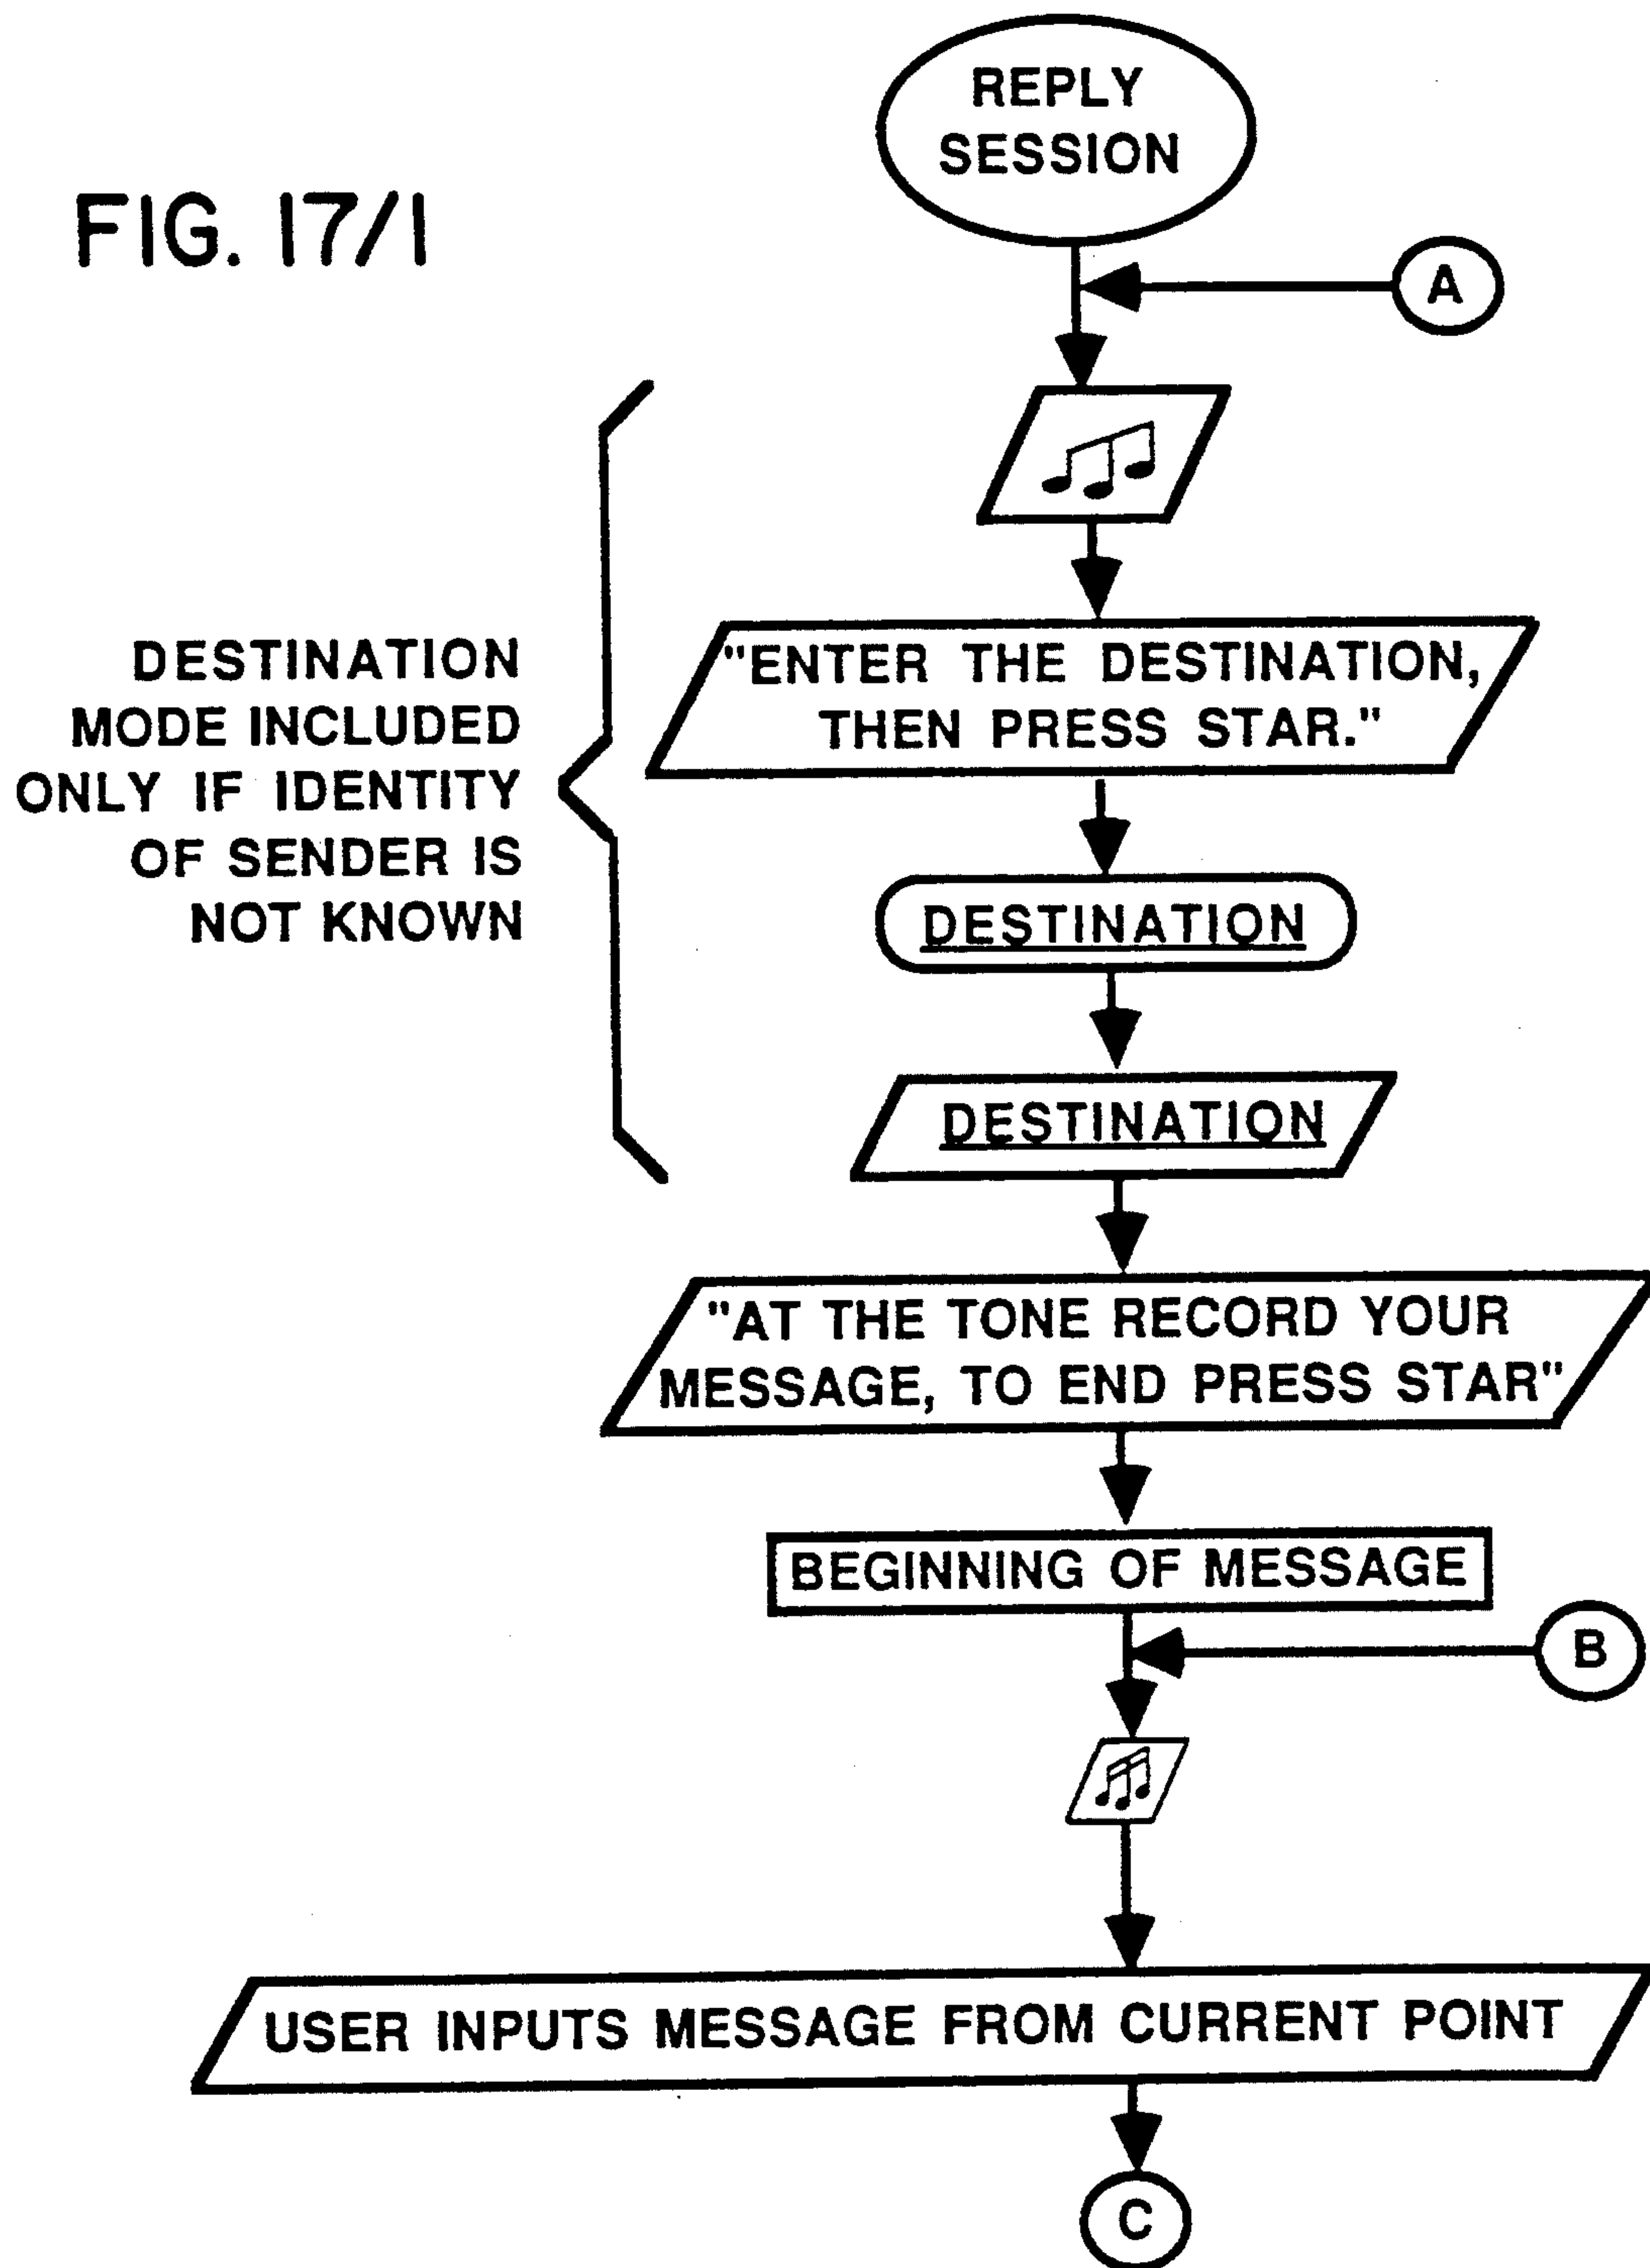 REPLY
SESSION
FIG. 17/1
A
"ENTER THE DESTINATION,
THEN PRESS STAR."
DESTINATION
MODE INCLUDED
ONLY IF IDENTITY
OF SENDER IS
NOT KNOWN
DESTINATION
DESTINATION
"AT THE TONE RECORD YOUR
MESSAGE, TO END PRESS STAR"
BEGINNING OF MESSAGE
B
USER INPUTS MESSAGE FROM CURRENT POINT
C